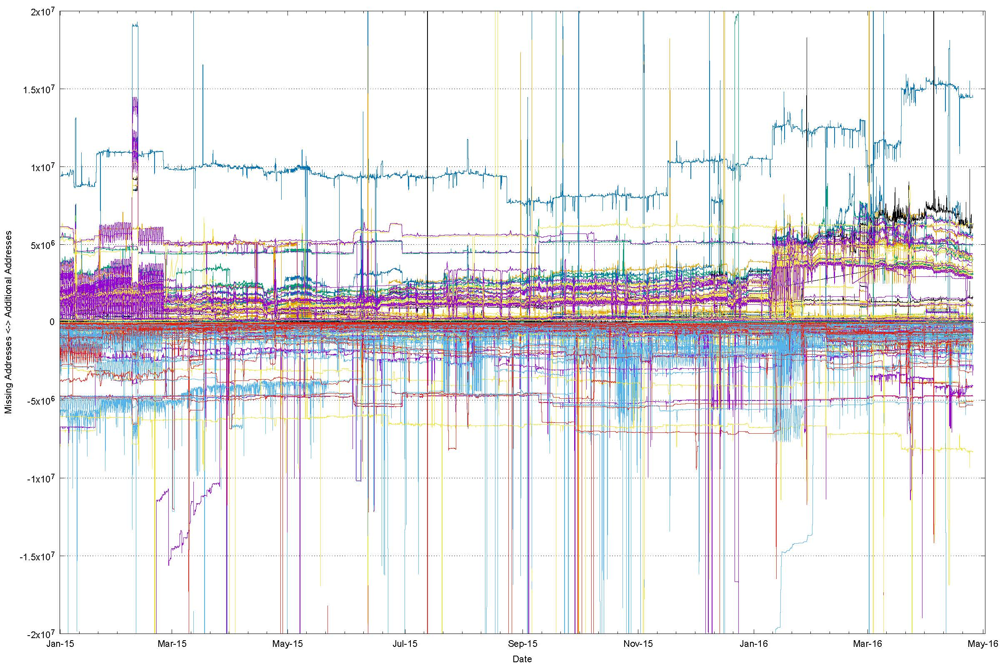 2x10^7
1.5x10^7
1x10^7
5x10^6
0
-5x10^6
-1x10^7
-1.5x10^7
-2x10^7
Missing Addresses <--> Additional Addresses
Jan-15 Mar-15 May-15 Jul-15 Sep-15 Nov-15 Jan-16 Mar-16 May-16
Date